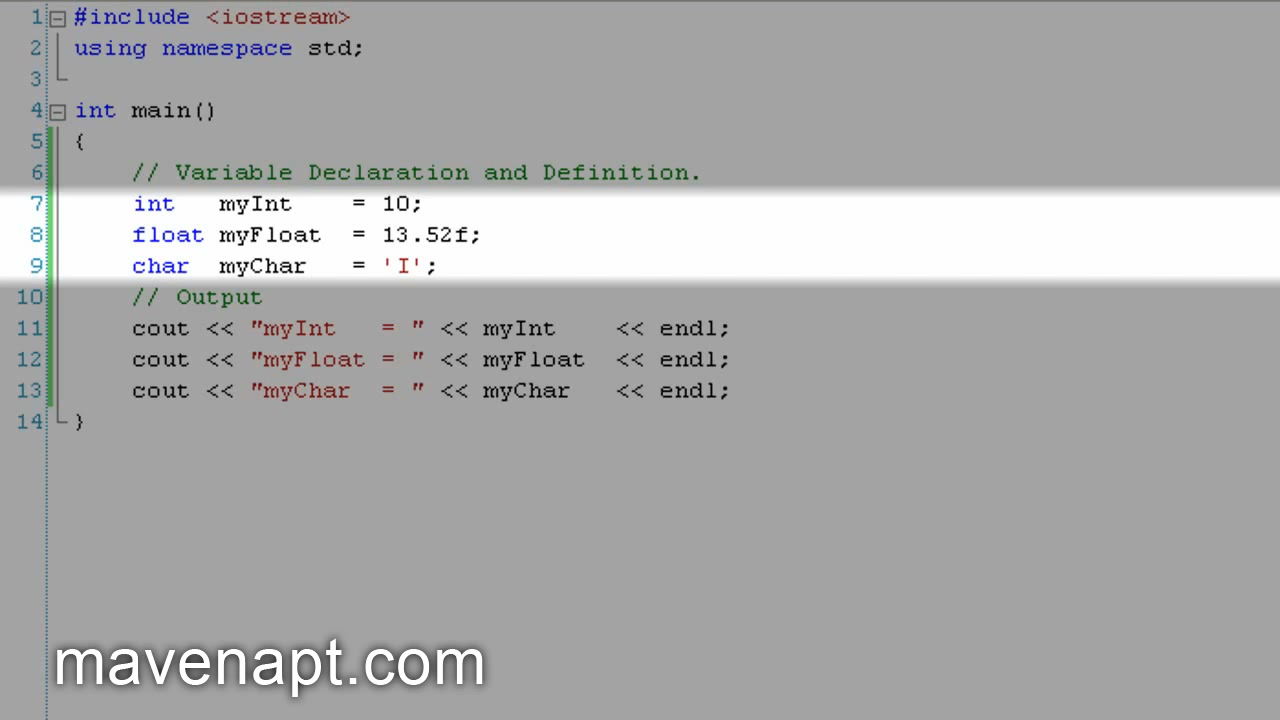 1 #include <iostream>
2 using namespace std;
3
4 int main()
5 {
6     // Variable Declaration and Definition.
7     int   myInt    = 10;
8     float myFloat  = 13.52f;
9     char  myChar   = 'I';
10     // Output
11     cout << "myInt   = " << myInt    << endl;
12     cout << "myFloat = " << myFloat  << endl;
13     cout << "myChar  = " << myChar   << endl;
14 }
mavenapt.com